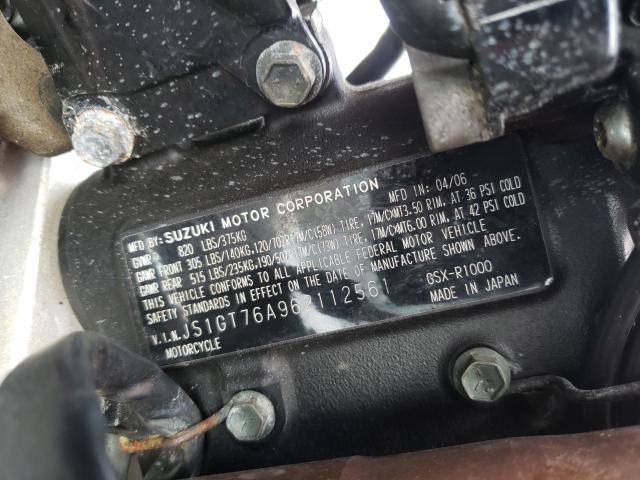 MFD BY: SUZUKI MOTOR CORPORATION MFD IN: 04/06
GVWR 820 LBS/375KG
GAWR FRONT 305 LBS/140KG,120/70ZR17M/C(58W) TIRE, 17M/CXMT3.50 RIM, AT 36 PSI COLD
GAWR REAR 515 LBS/235KG,190/50ZR17M/C(73W) TIRE, 17M/CXMT6.00 RIM, AT 42 PSI COLD
THIS VEHICLE CONFORMS TO ALL APPLICABLE FEDERAL MOTOR VEHICLE
SAFETY STANDARDS IN EFFECT ON THE DATE OF MANUFACTURE SHOWN ABOVE.
V.I.N. JS1GT76A962112561 GSX-R1000
MOTORCYCLE MADE IN JAPAN